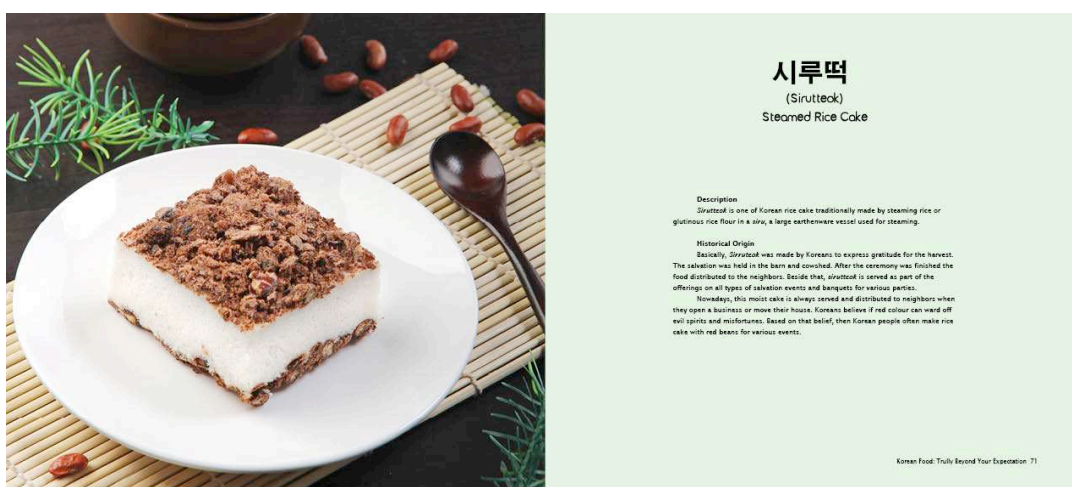 시루떡
(Sirutteok)
Steamed Rice Cake
Description
Sirutteok is one of Korean rice cake traditionally made by steaming rice or
glutinous rice flour in a siru, a large earthenware vessel used for steaming.
Historical Origin
Basically, Sirruteok was made by Koreans to express gratitude for the harvest.
The salvation was held in the barn and cowshed. After the ceremony was finished the
food distributed to the neighbors. Beside that, sirutteok is served as part of the
offerings on all types of salvation events and banquets for various parties.
Nowadays, this moist cake is always served and distributed to neighbors when
they open a business or move their house. Koreans believe if red colour can ward off
evil spirits and misfortunes. Based on that belief, then Korean people often make rice
cake with red beans for various events.
Korean Food: Trully Beyond Your Expectation 71